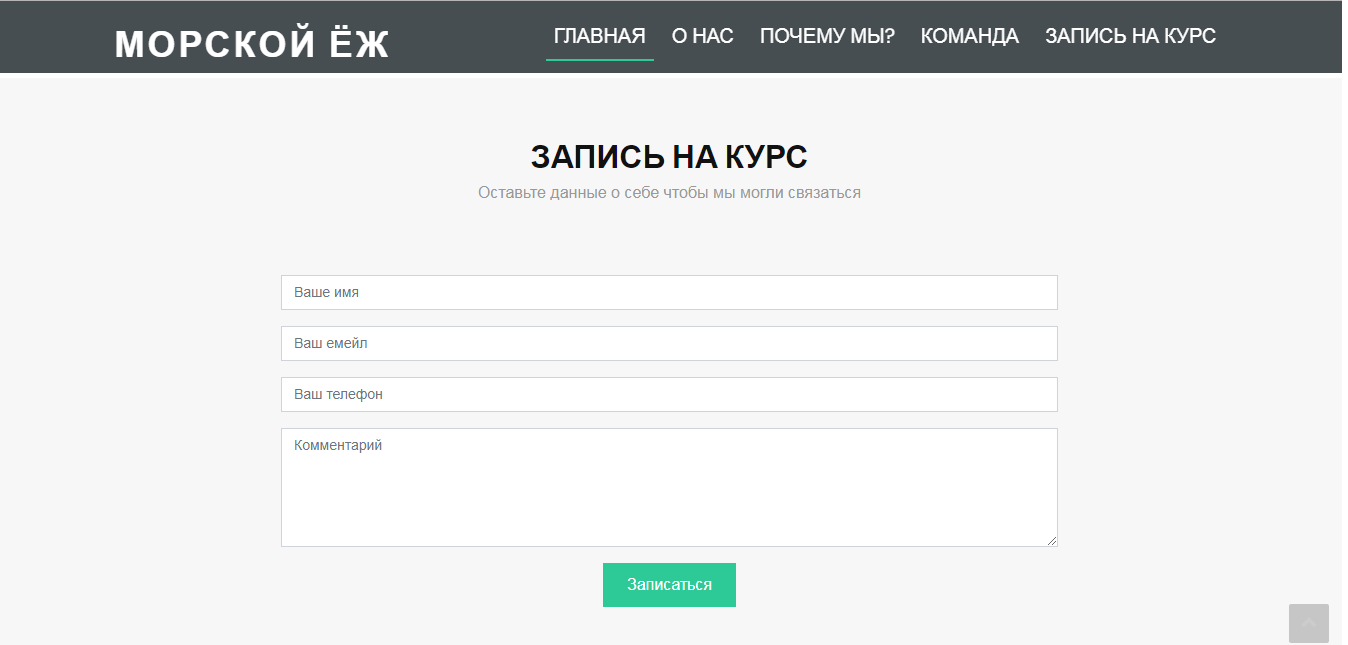 МОРСКОЙ ЁЖ
ГЛАВНАЯ О НАС ПОЧЕМУ МЫ? КОМАНДА ЗАПИСЬ НА КУРС
ЗАПИСЬ НА КУРС
Оставьте данные о себе чтобы мы могли связаться
Ваше имя
Ваш емейл
Ваш телефон
Комментарий
Записаться